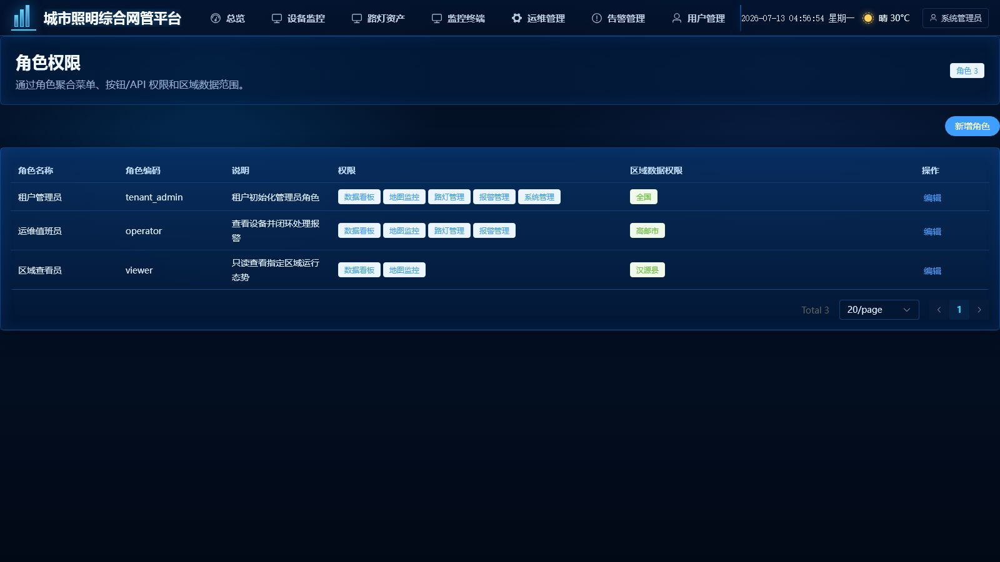 城市照明综合网管平台 总览 设备监控 路灯资产 监控终端 运维管理 告警管理 用户管理 2026-07-13 04:56:54 星期一 晴 30°C 系统管理员
角色权限
通过角色聚合菜单、按钮/API 权限和区域数据范围。
角色 3
新增角色
角色名称 角色编码 说明 权限 区域数据权限 操作
租户管理员 tenant_admin 租户初始化管理员角色 数据看板 地图监控 路灯管理 报警管理 系统管理 全国 编辑
运维值班员 operator 查看设备并闭环处理报 数据看板 地图监控 路灯管理 报警管理 高邮市 编辑
警
区域查看员 viewer 只读查看指定区域运行 数据看板 地图监控 汉源县 编辑
态势
Total 3 20/page 1